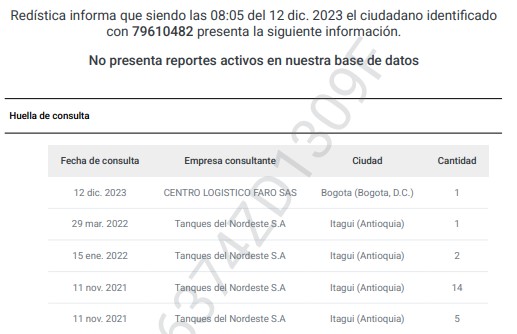 Redística informa que siendo las 08:05 del 12 dic. 2023 el ciudadano identificado
con 79610482 presenta la siguiente información.
No presenta reportes activos en nuestra base de datos
Huella de consulta
Fecha de consulta Empresa consultante Ciudad Cantidad
12 dic. 2023 CENTRO LOGISTICO FARO SAS Bogota (Bogota, D.C.) 1
29 mar. 2022 Tanques del Nordeste S.A Itagui (Antioquia) 1
15 ene. 2022 Tanques del Nordeste S.A Itagui (Antioquia) 2
11 nov. 2021 Tanques del Nordeste S.A Itagui (Antioquia) 14
11 nov. 2021 Tanques del Nordeste S.A Itagui (Antioquia) 5